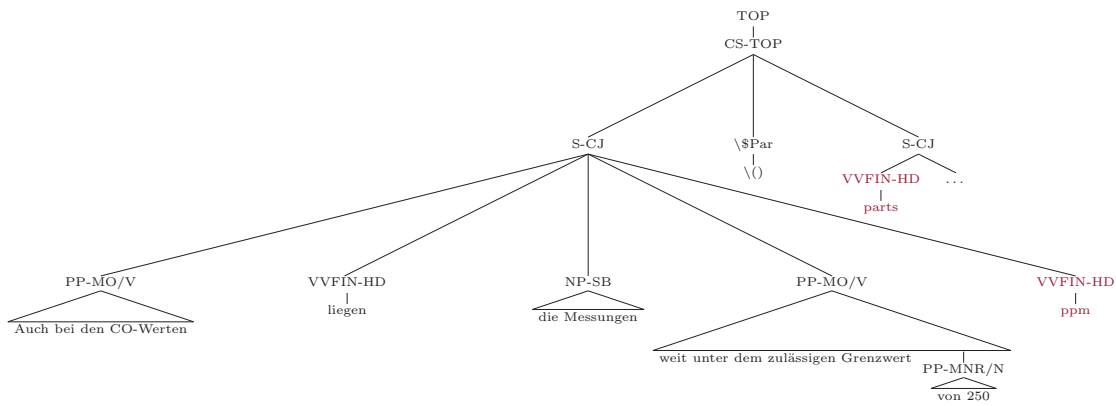 TOP
CS-TOP
S-CJ \$Par S-CJ
\()
VVFIN-HD ...
parts
PP-MO/V VVFIN-HD NP-SB PP-MO/V VVFIN-HD
Auch bei den CO-Werten liegen die Messungen ppm
weit unter dem zulässigen Grenzwert
PP-MNR/N
von 250